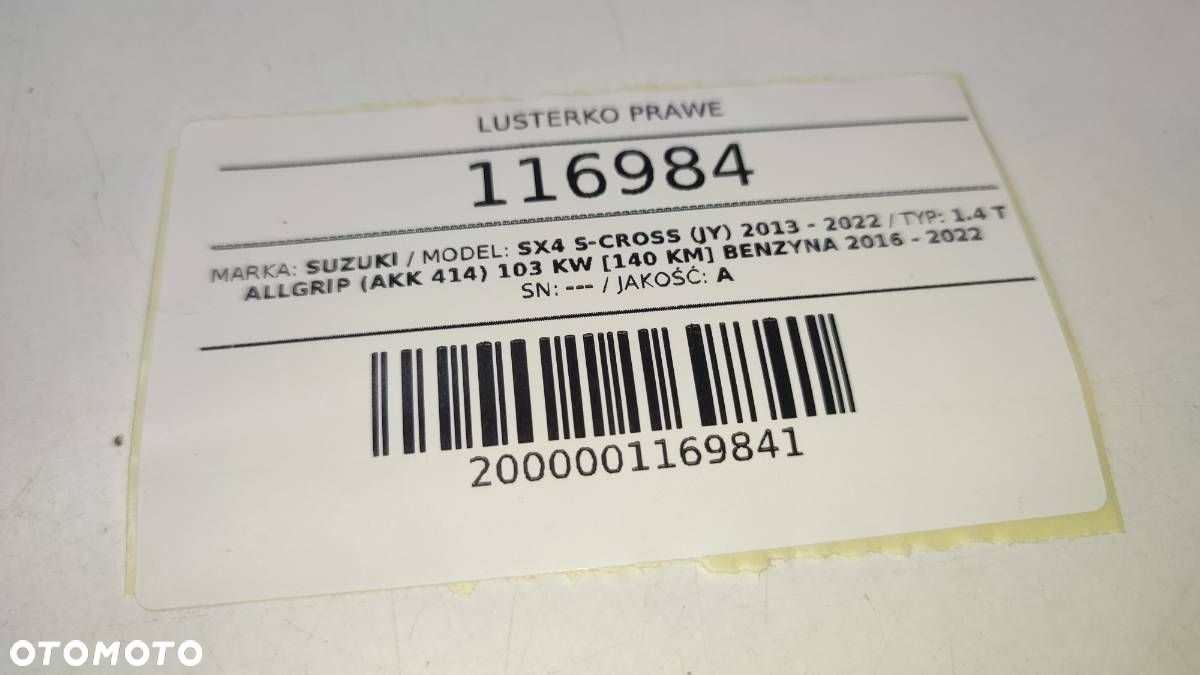 LUSTERKO PRAWE
116984
MARKA: SUZUKI / MODEL: SX4 S-CROSS (JY) 2013 - 2022 / TYP: 1.4 T
ALLGRIP (AKK 414) 103 KW [140 KM] BENZYNA 2016 - 2022
SN: --- / JAKOŚĆ: A
2000001169841
OTOMOTO